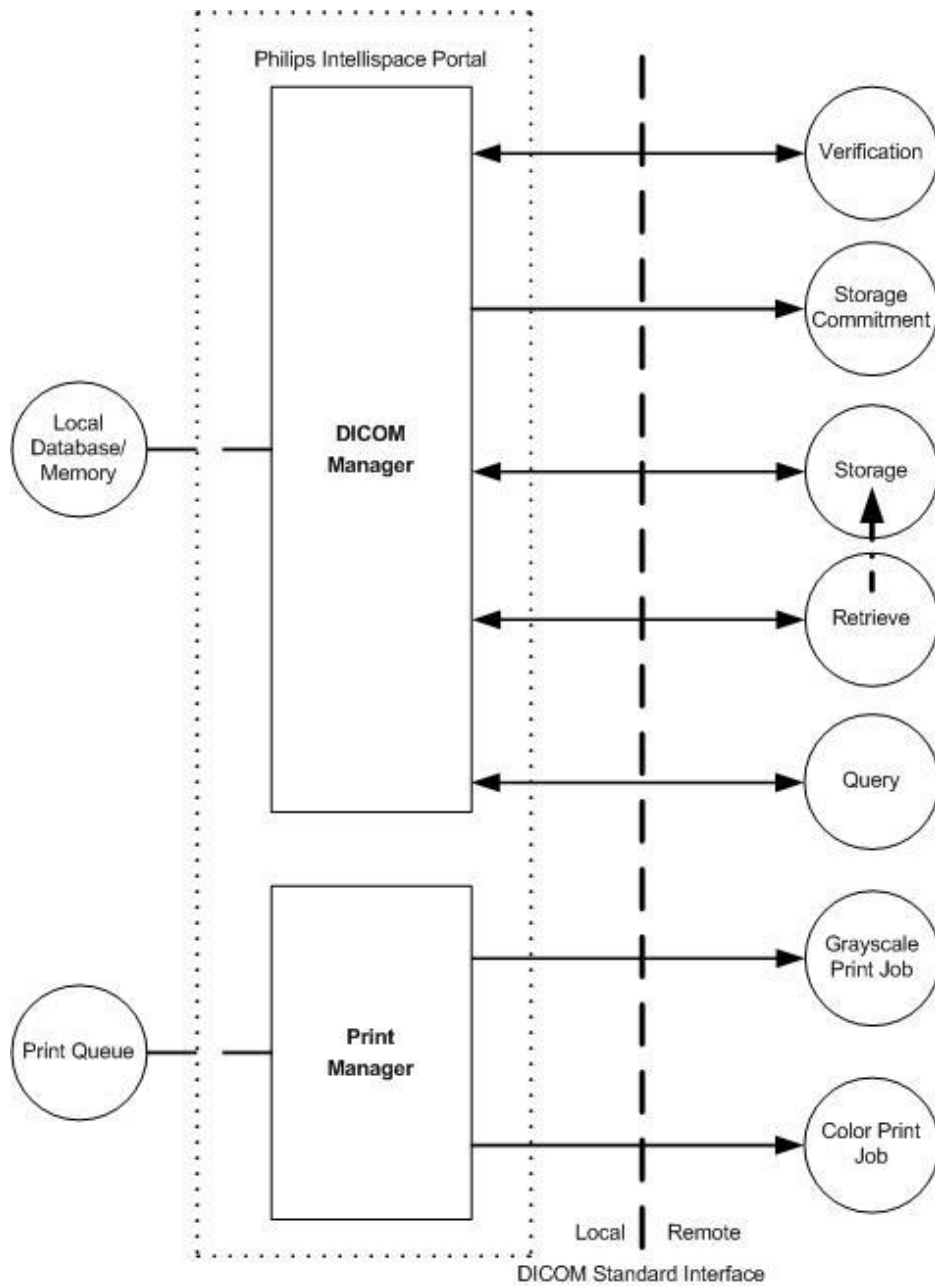 Philips Intellispace Portal
Verification
Storage
Commitment
Local
Database/
Memory
DICOM
Manager
Storage
Retrieve
Query
Grayscale
Print Job
Print Queue
Print
Manager
Color Print
Job
Local
Remote
DICOM Standard Interface